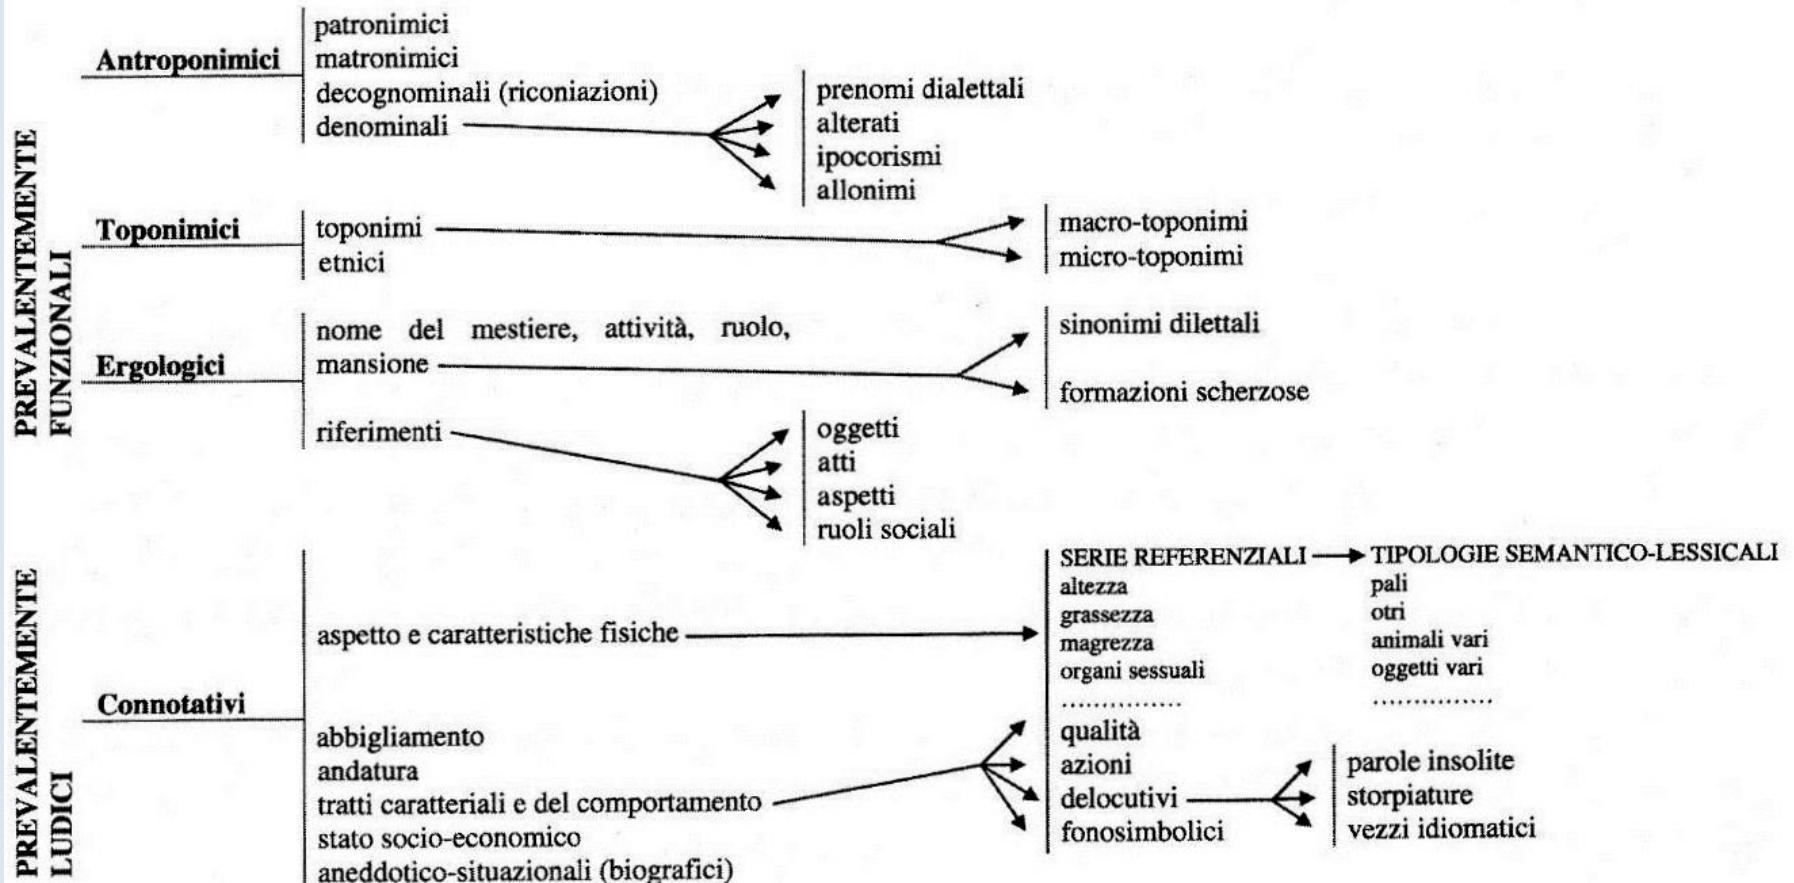 PREVALENTEMENTE
FUNZIONALI
Antroponimici
patronimici
matronimici
decognominali (riconiazioni)
denominali
prenomi dialettali
alterati
ipocorismi
allonimi
Toponimici
toponimi
etnici
macro-toponimi
micro-toponimi
Ergologici
nome del mestiere, attività, ruolo,
mansione
sinonimi dilettali
formazioni scherzose
riferimenti
oggetti
atti
aspetti
ruoli sociali
PREVALENTEMENTE
LUDICI
Connotativi
aspetto e caratteristiche fisiche
SERIE REFERENZIALI TIPOLOGIE SEMANTICO-LESSICALI
altezza pali
grassezza otri
magrezza animali vari
organi sessuali oggetti vari
.............. ..............
abbigliamento
andatura
tratti caratteriali e del comportamento
stato socio-economico
aneddotico-situazionali (biografici)
qualità
azioni
delocutivi
fonosimbolici
parole insolite
storpiature
vezzi idiomatici